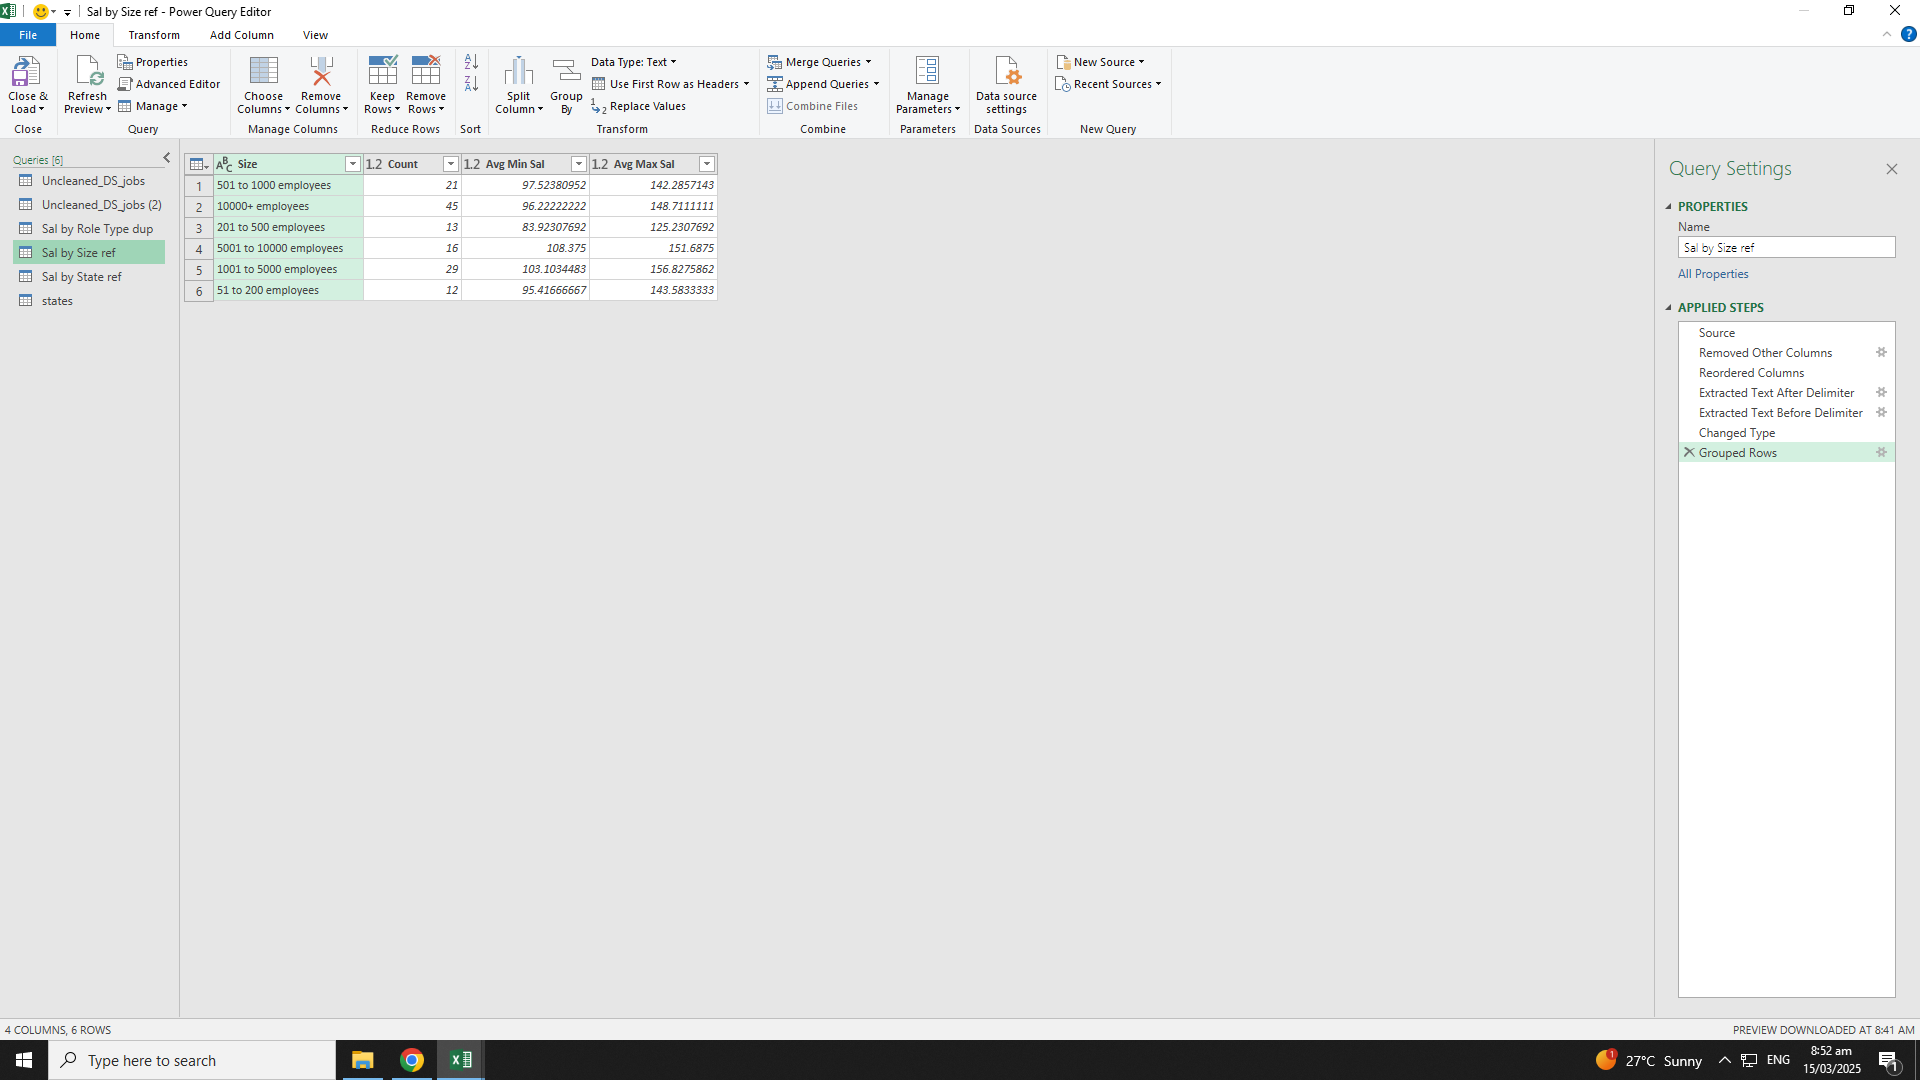 Sal by Size ref - Power Query Editor
File Home Transform Add Column View
Close & Load
Close
Refresh Preview
Properties
Advanced Editor
Manage
Query
Choose Columns
Remove Columns
Manage Columns
Keep Rows
Remove Rows
Reduce Rows
Sort
Split Column
Group By
Data Type: Text
Use First Row as Headers
Replace Values
Transform
Merge Queries
Append Queries
Combine Files
Combine
Manage Parameters
Parameters
Data source settings
Data Sources
New Source
Recent Sources
New Query
Queries [6]
Uncleaned_DS_jobs
Uncleaned_DS_jobs (2)
Sal by Role Type dup
Sal by Size ref
Sal by State ref
states
ABC Size 1.2 Count 1.2 Avg Min Sal 1.2 Avg Max Sal
1 501 to 1000 employees 21 97.52380952 142.2857143
2 10000+ employees 45 96.22222222 148.7111111
3 201 to 500 employees 13 83.92307692 125.2307692
4 5001 to 10000 employees 16 108.375 151.6875
5 1001 to 5000 employees 29 103.1034483 156.8275862
6 51 to 200 employees 12 95.41666667 143.5833333
Query Settings
PROPERTIES
Name
Sal by Size ref
All Properties
APPLIED STEPS
Source
Removed Other Columns
Reordered Columns
Extracted Text After Delimiter
Extracted Text Before Delimiter
Changed Type
Grouped Rows
4 COLUMNS, 6 ROWS
PREVIEW DOWNLOADED AT 8:41 AM
Type here to search
1
27°C Sunny
ENG
8:52 am
15/03/2025
1